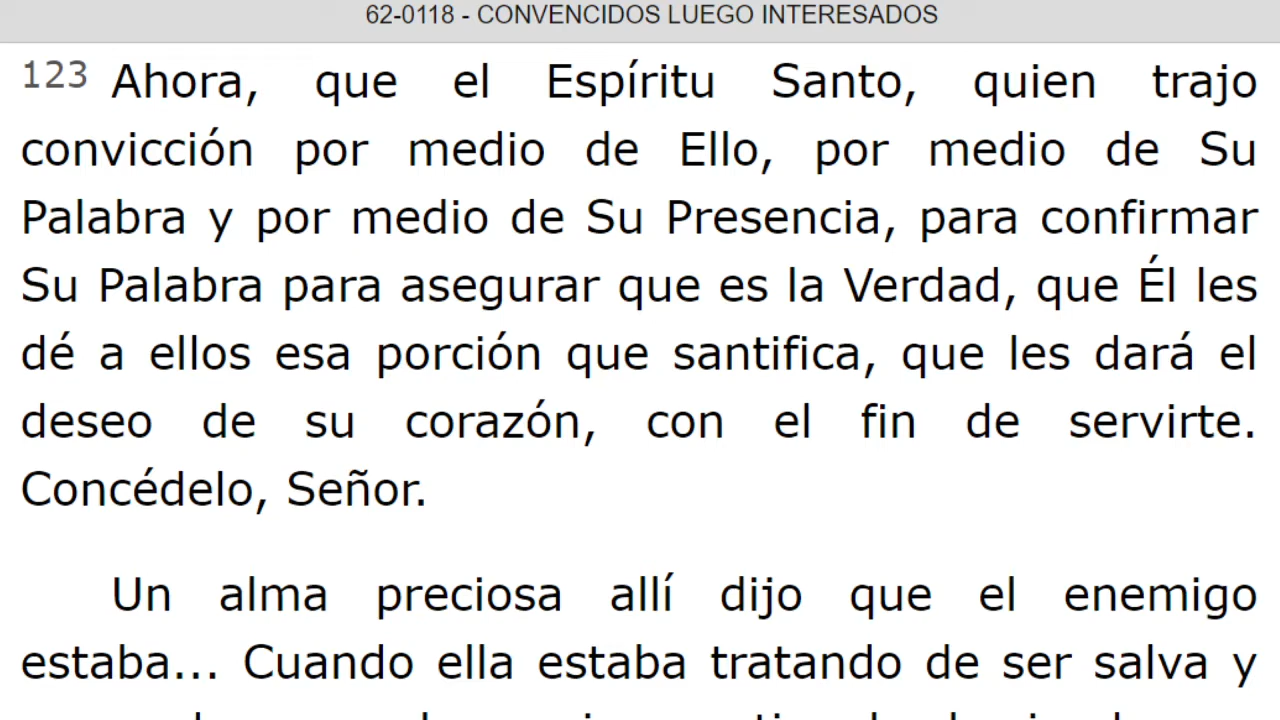 62-0118 - CONVENCIDOS LUEGO INTERESADOS
123 Ahora, que el Espíritu Santo, quien trajo
convicción por medio de Ello, por medio de Su
Palabra y por medio de Su Presencia, para confirmar
Su Palabra para asegurar que es la Verdad, que Él les
dé a ellos esa porción que santifica, que les dará el
deseo de su corazón, con el fin de servirte.
Concédelo, Señor.
Un alma preciosa allí dijo que el enemigo
estaba... Cuando ella estaba tratando de ser salva y